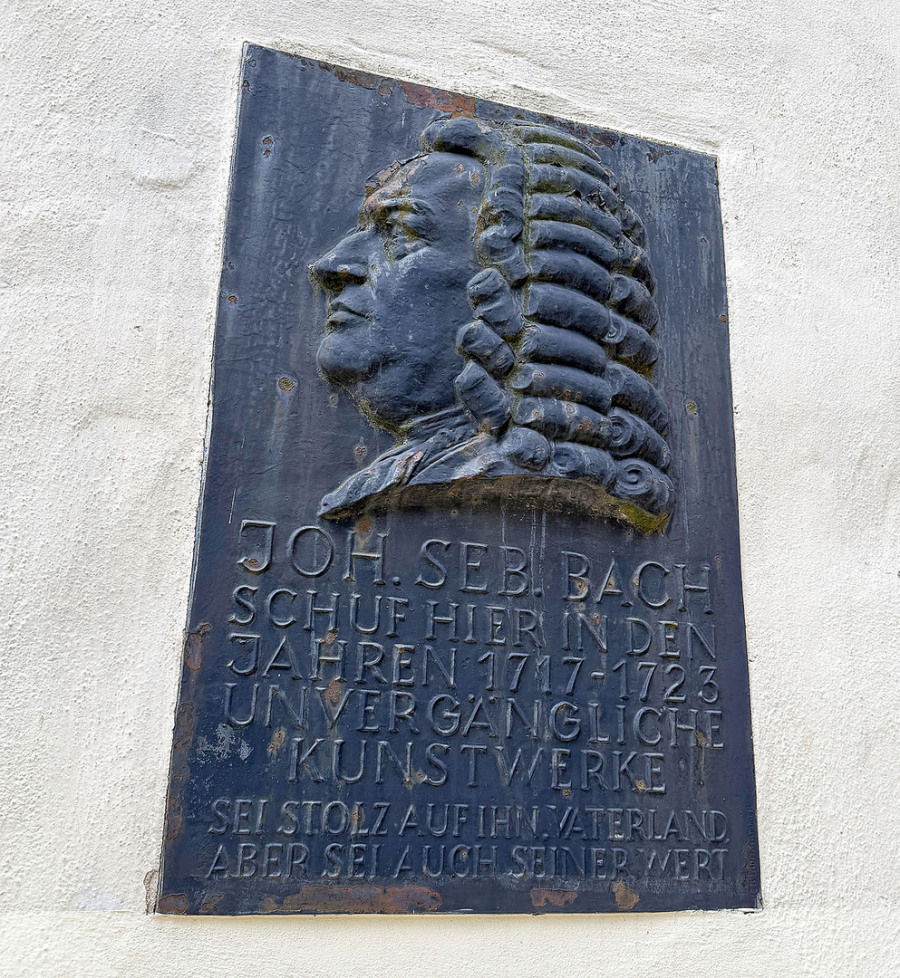 JOH. SEB. BACH
SCHUF HIER IN DEN
JAHREN 1717-1723
UNVERGÄNGLICHE
KUNSTWERKE
SEI STOLZ AUF IHN. VATERLAND
ABER SEI AUCH SEINER WERT